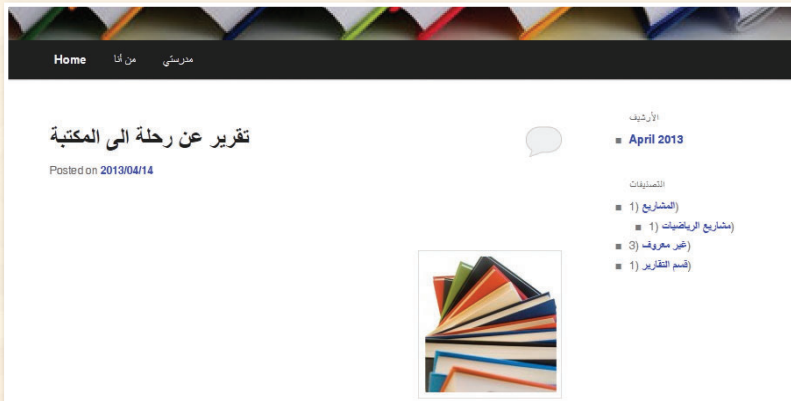 Home من أنا مدرستي
تقرير عن رحلة الى المكتبة
Posted on 2013/04/14
الأرشيف
April 2013
التصنيفات
المشاريع (1)
مشاريع الرياضيات (1)
غير معروف (3)
قسم التقارير (1)